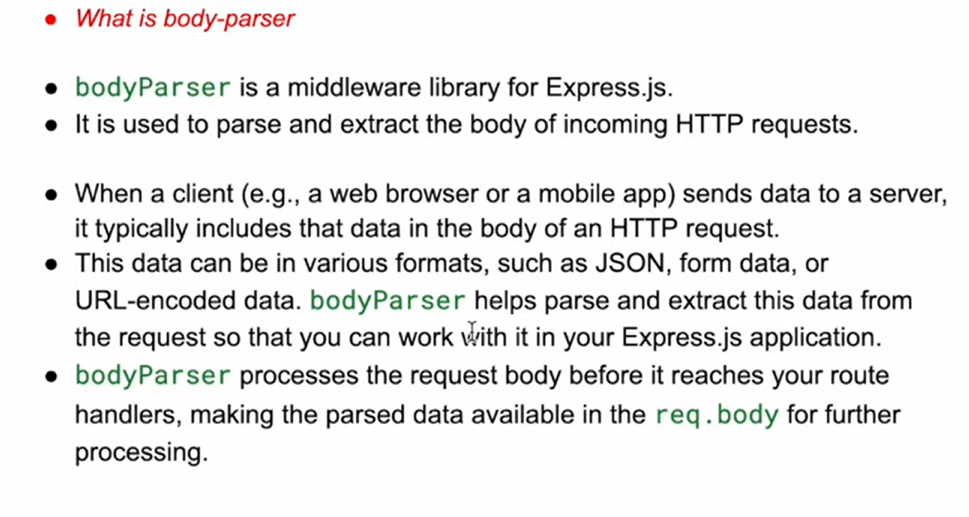 ● What is body-parser
● bodyParser is a middleware library for Express.js.
● It is used to parse and extract the body of incoming HTTP requests.
● When a client (e.g., a web browser or a mobile app) sends data to a server,
it typically includes that data in the body of an HTTP request.
● This data can be in various formats, such as JSON, form data, or
URL-encoded data. bodyParser helps parse and extract this data from
the request so that you can work with it in your Express.js application.
● bodyParser processes the request body before it reaches your route
handlers, making the parsed data available in the req.body for further
processing.